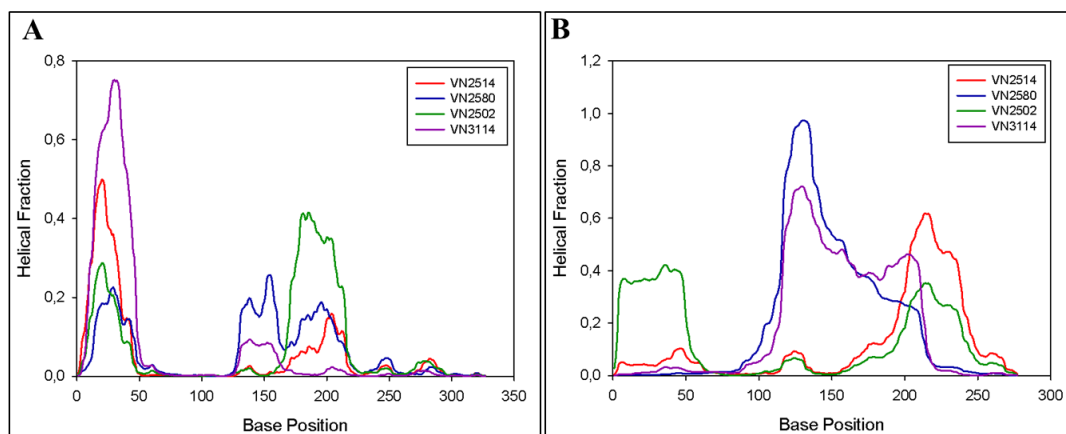 A
0,8
0,6
0,4
0,2
0,0
Helical Fraction
0 50 100 150 200 250 300 350
Base Position
VN2514
VN2580
VN2502
VN3114
B
1,2
1,0
0,8
0,6
0,4
0,2
0,0
Helical Fraction
0 50 100 150 200 250 300
Base Position
VN2514
VN2580
VN2502
VN3114